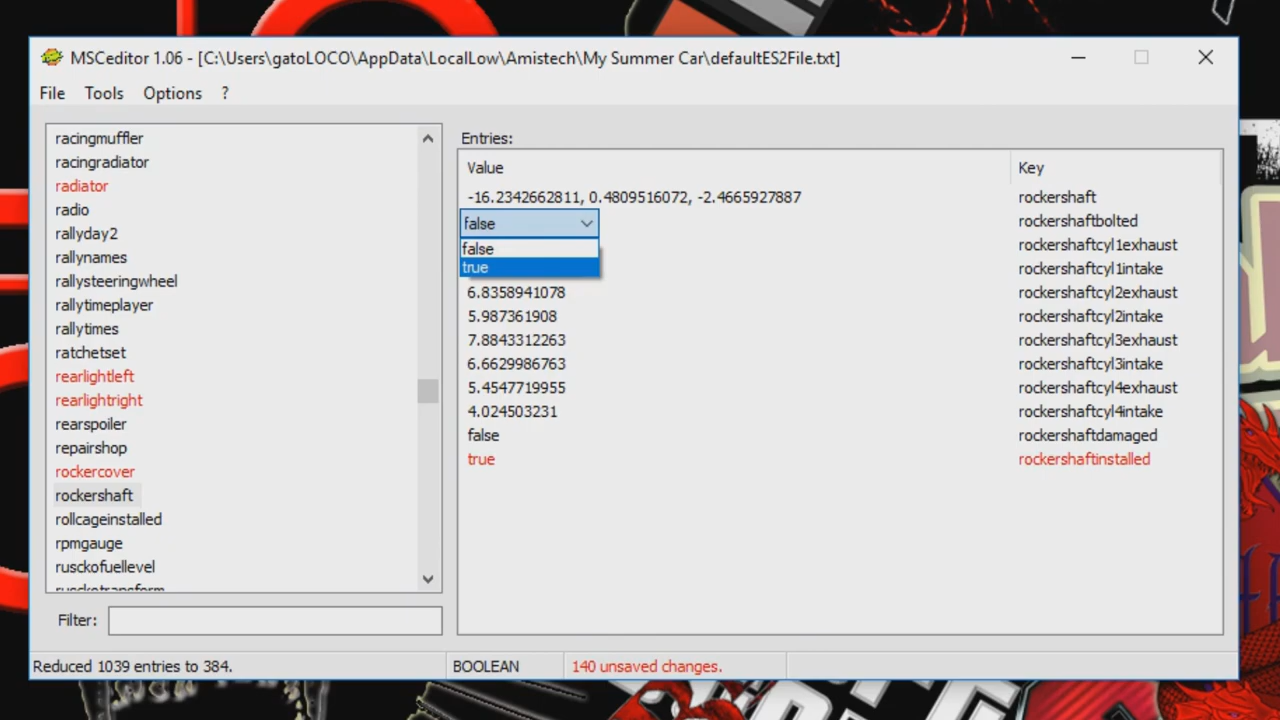 MSCeditor 1.06 - [C:\Users\gatoLOCO\AppData\LocalLow\Amistech\My Summer Car\defaultES2File.txt]
File Tools Options ?
racingmuffler
racingradiator
radiator
radio
rallyday2
rallynames
rallysteeringwheel
rallytimeplayer
rallytimes
ratchetset
rearlightleft
rearlightright
rearspoiler
repairshop
rockercover
rockershaft
rollcageinstalled
rpmgauge
rusckofuellevel
ruscktransform
Filter:
Entries:
Value Key
-16.2342662811, 0.4809516072, -2.4665927887 rockershaft
false rockershaftbolted
false rockershaftcyl1exhaust
true rockershaftcyl1intake
6.8358941078 rockershaftcyl2exhaust
5.987361908 rockershaftcyl2intake
7.8843312263 rockershaftcyl3exhaust
6.6629986763 rockershaftcyl3intake
5.4547719955 rockershaftcyl4exhaust
4.024503231 rockershaftcyl4intake
false rockershaftdamaged
true rockershaftinstalled
Reduced 1039 entries to 384. BOOLEAN 140 unsaved changes.